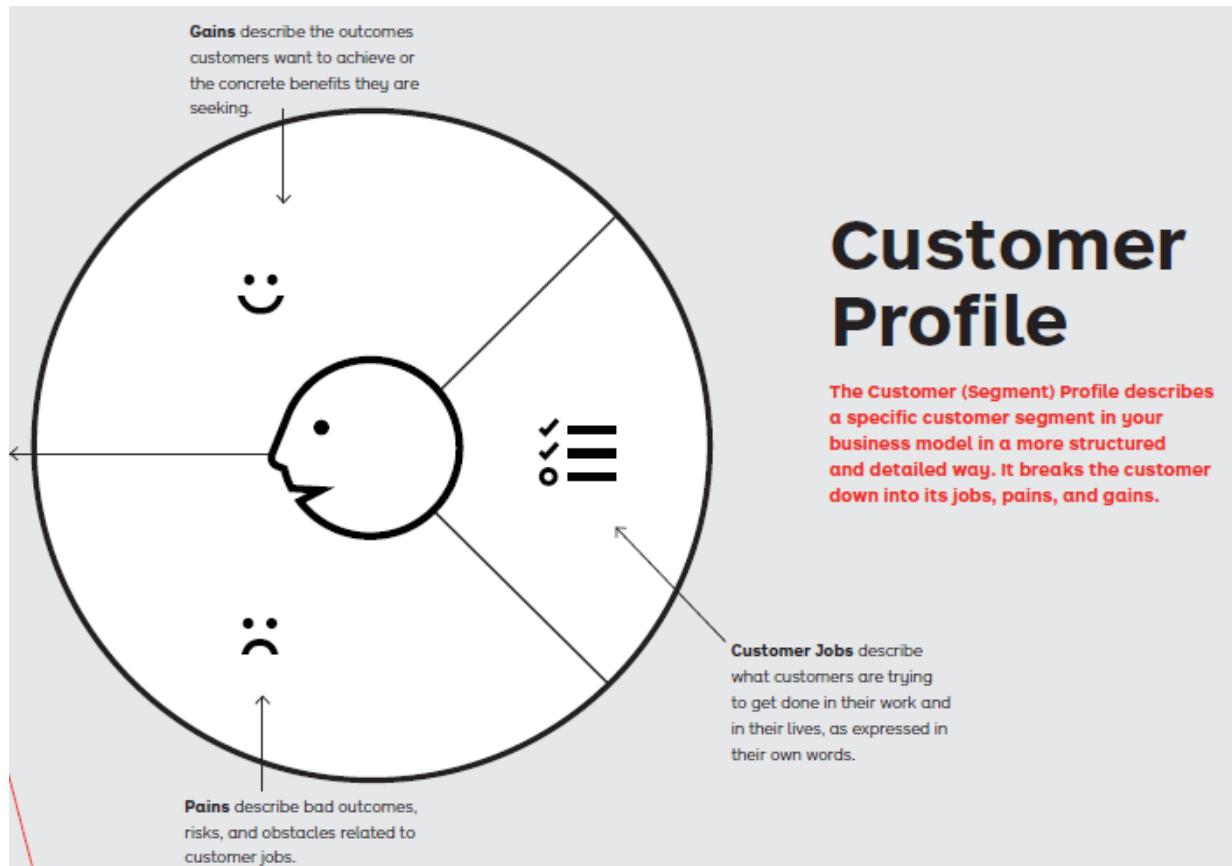 Gains describe the outcomes
customers want to achieve or
the concrete benefits they are
seeking.
Customer
Profile
The Customer (Segment) Profile describes
a specific customer segment in your
business model in a more structured
and detailed way. It breaks the customer
down into its jobs, pains, and gains.
Customer Jobs describe
what customers are trying
to get done in their work and
in their lives, as expressed in
their own words.
Pains describe bad outcomes,
risks, and obstacles related to
customer jobs.